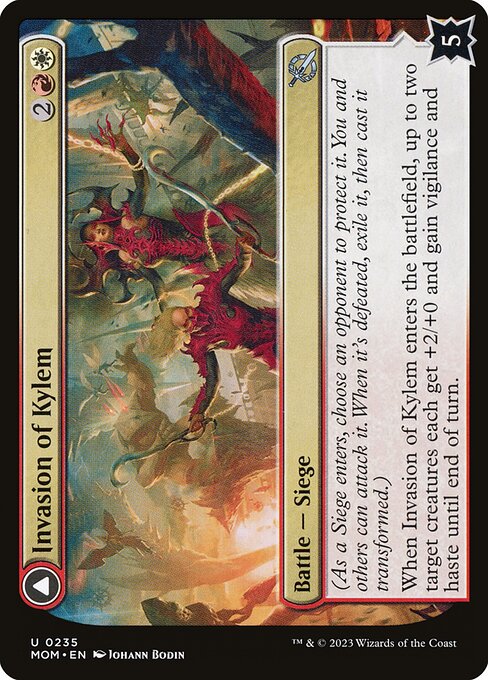 Invasion of Kylem
2
Battle — Siege
(As a Siege enters, choose an opponent to protect it. You and
others can attack it. When it's defeated, exile it, then cast it
transformed.)
When Invasion of Kylem enters the battlefield, up to two
target creatures each get +2/+0 and gain vigilance and
haste until end of turn.
5
U 0235
MOM • EN Johann Bodin
™ & © 2023 Wizards of the Coast